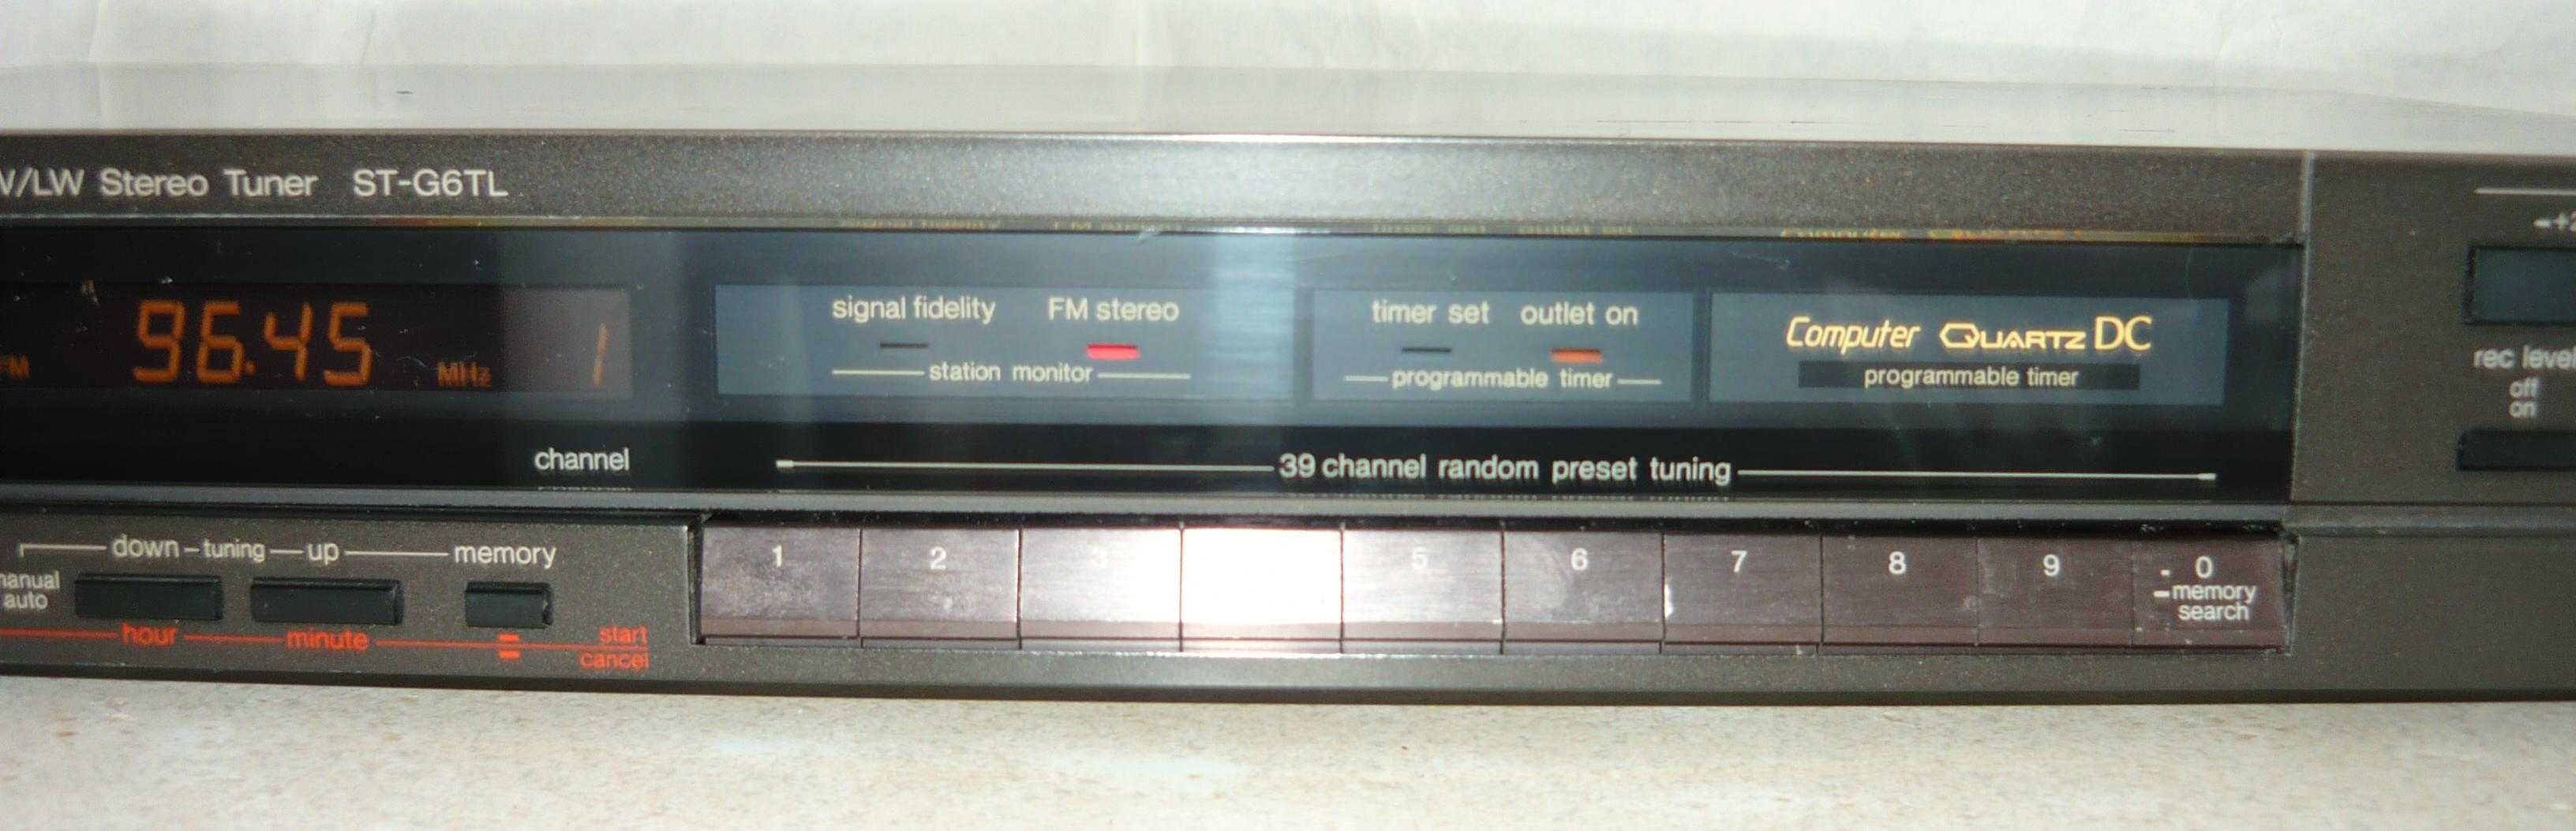 /LW Stereo Tuner ST-G6TL
FM 96.45 MHz 1
signal fidelity FM stereo
station monitor
timer set outlet on
programmable timer
Computer QUARTZ DC
programmable timer
channel
39 channel random preset tuning
down - tuning up memory
manual
auto
hour minute start
cancel
1 2 3 5 6 7 8 9 0
memory
search
+2
rec level
off
on